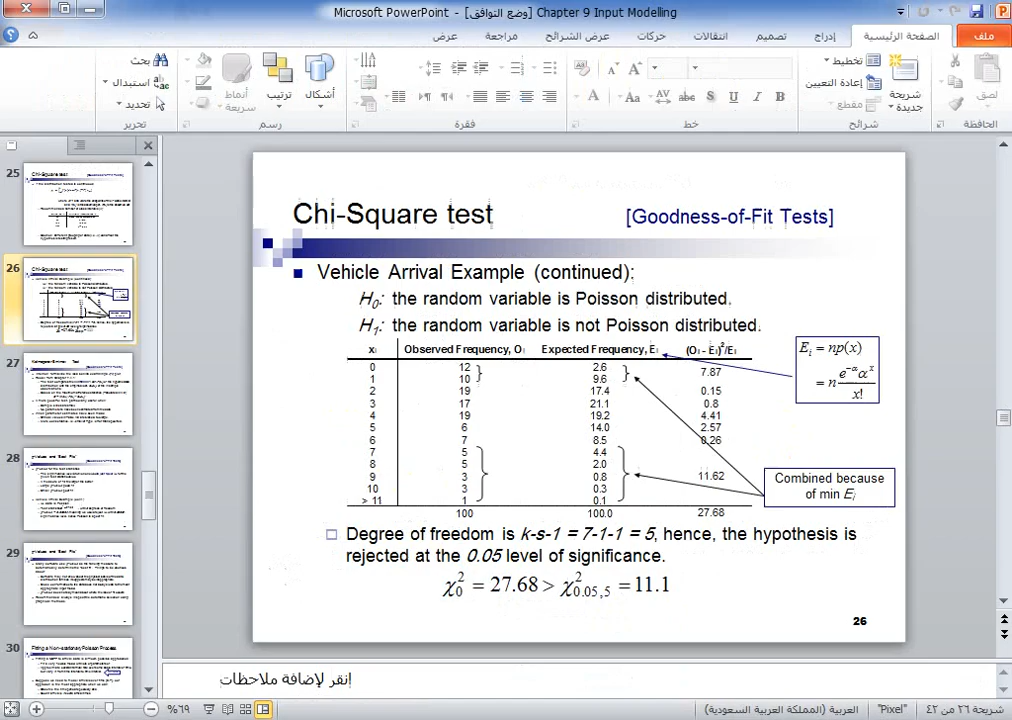 Microsoft PowerPoint - [وضع التوافق] Chapter 9 Input Modelling
ملف
الصفحة الرئيسية
إدراج
تصميم
انتقالات
حركات
عرض الشرائح
مراجعة
عرض
لصق
الحافظة
شريحة جديدة
تخطيط
إعادة التعيين
مقطع
شرائح
خط
فقرة
أشكال
ترتيب
أنماط سريعة
رسم
بحث
استبدال
تحديد
تحرير
25
26
27
28
29
30
Chi-Square test
[Goodness-of-Fit Tests]
Vehicle Arrival Example (continued):
H₀: the random variable is Poisson distributed.
H₁: the random variable is not Poisson distributed.
xᵢ Observed Frequency, Oᵢ Expected Frequency, Eᵢ (Oᵢ - Eᵢ)²/Eᵢ
0 12 2.6 7.87
1 10 9.6
2 19 17.4 0.15
3 17 21.1 0.8
4 19 19.2 4.41
5 6 14.0 2.57
6 7 8.5 0.26
7 5 4.4
8 5 2.0
9 3 0.8 11.62
10 3 0.3
> 11 1 0.1
100 100.0 27.68
Eᵢ = np(x)
= n e^{-α} α^x / x!
Combined because
of min Eᵢ
Degree of freedom is k-s-1 = 7-1-1 = 5, hence, the hypothesis is
rejected at the 0.05 level of significance.
χ₀² = 27.68 > χ²₀.₀₅,₅ = 11.1
26
إنقر لإضافة ملاحظات
شريحة ٢٦ من ٤٢
"Pixel"
العربية (المملكة العربية السعودية)
٦٩%